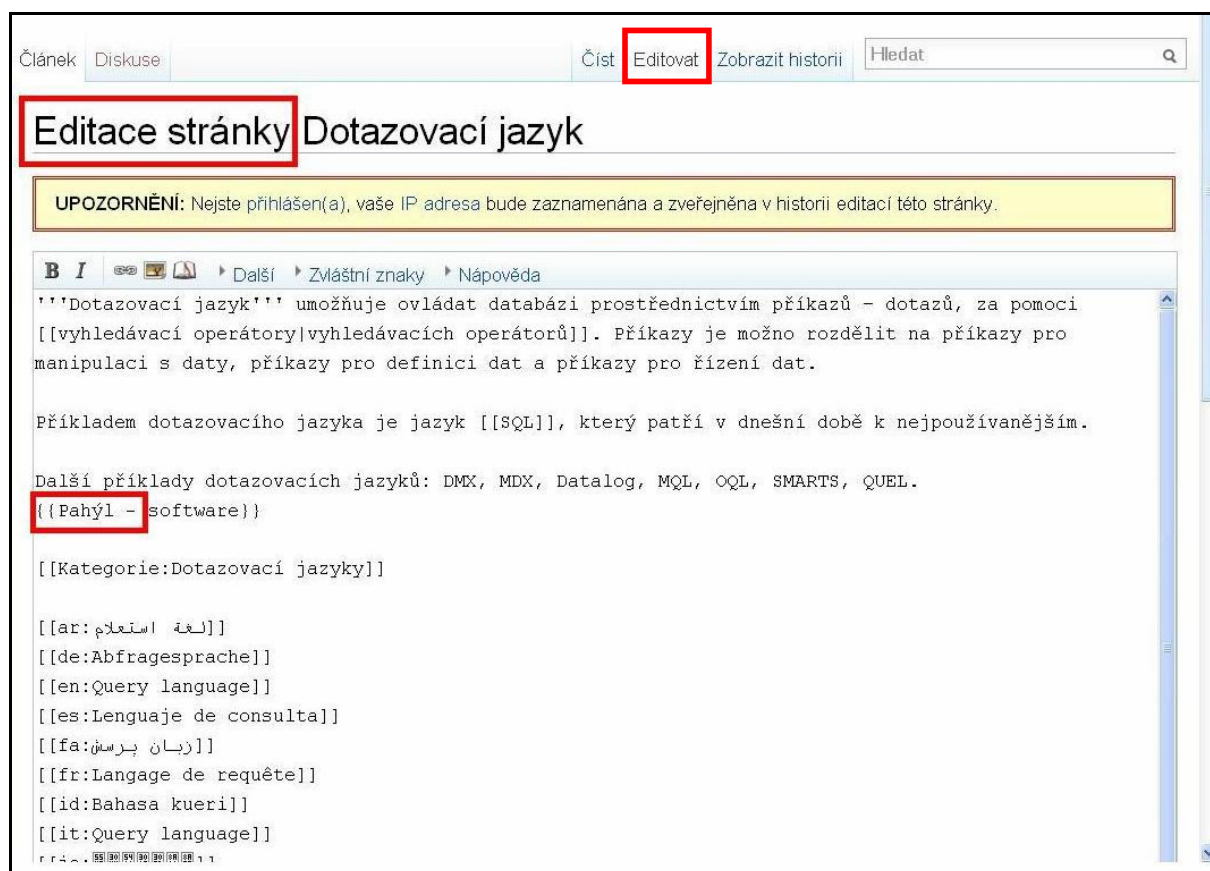 Článek Diskuse Číst Editovat Zobrazit historii Hledat
Editace stránky Dotazovací jazyk
UPOZORNĚNÍ: Nejste přihlášen(a), vaše IP adresa bude zaznamenána a zveřejněna v historii editací této stránky.
B I Další Zvláštní znaky Nápověda
'''Dotazovací jazyk''' umožňuje ovládat databázi prostřednictvím příkazů – dotazů, za pomoci
[[vyhledávací operátory|vyhledávacích operátorů]]. Příkazy je možno rozdělit na příkazy pro
manipulaci s daty, příkazy pro definici dat a příkazy pro řízení dat.
Příkladem dotazovacího jazyka je jazyk [[SQL]], který patří v dnešní době k nejpoužívanějším.
Další příklady dotazovacích jazyků: DMX, MDX, Datalog, MQL, OQL, SMARTS, QUEL.
{{Pahýl - software}}
[[Kategorie:Dotazovací jazyky]]
[[ar:لغة استعلام]]
[[de:Abfragesprache]]
[[en:Query language]]
[[es:Lenguaje de consulta]]
[[fa:زبان پرسش]]
[[fr:Langage de requête]]
[[id:Bahasa kueri]]
[[it:Query language]]